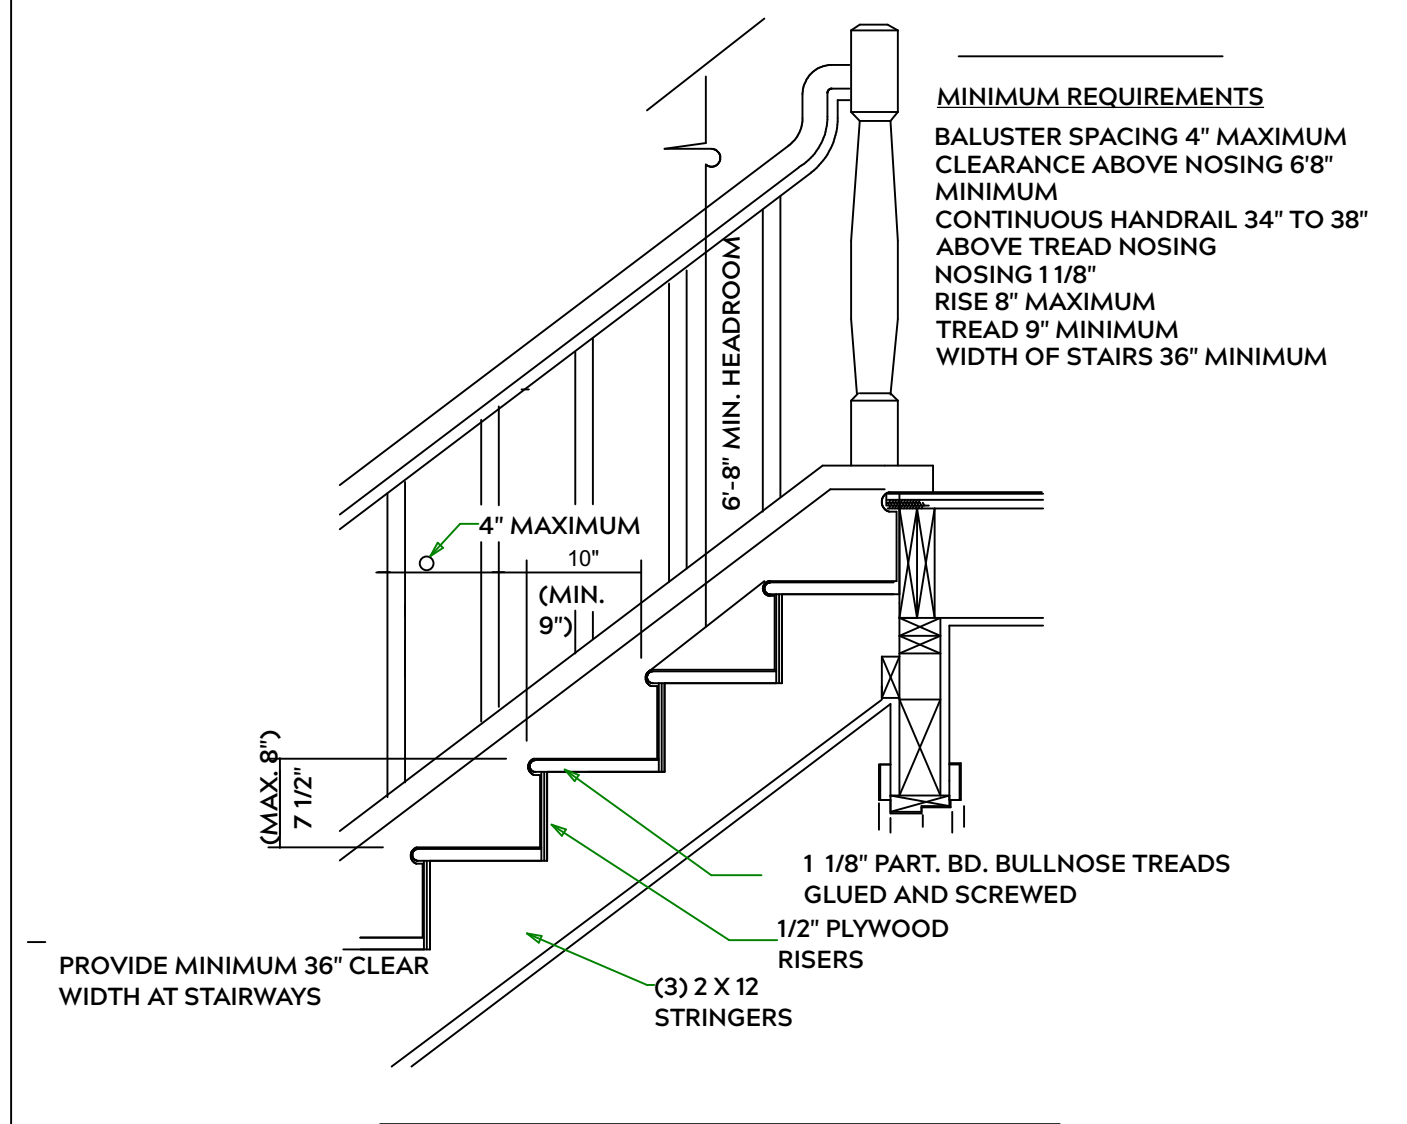 MINIMUM REQUIREMENTS
BALUSTER SPACING 4" MAXIMUM
CLEARANCE ABOVE NOSING 6'8"
MINIMUM
CONTINUOUS HANDRAIL 34" TO 38"
ABOVE TREAD NOSING
NOSING 1 1/8"
RISE 8" MAXIMUM
TREAD 9" MINIMUM
WIDTH OF STAIRS 36" MINIMUM
6'-8" MIN. HEADROOM
4" MAXIMUM
10"
(MIN.
9")
(MAX. 8")
7 1/2"
1 1/8" PART. BD. BULLNOSE TREADS
GLUED AND SCREWED
1/2" PLYWOOD
RISERS
(3) 2 X 12
STRINGERS
PROVIDE MINIMUM 36" CLEAR
WIDTH AT STAIRWAYS